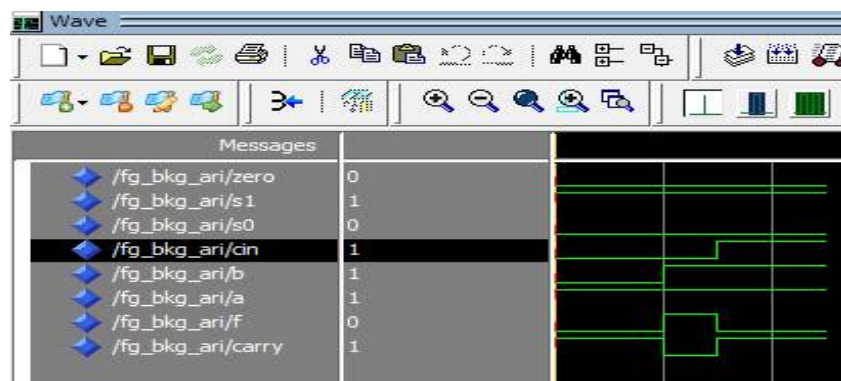 Wave
Messages
/fg_bkg_ari/zero 0
/fg_bkg_ari/s1 1
/fg_bkg_ari/s0 0
/fg_bkg_ari/cin 1
/fg_bkg_ari/b 1
/fg_bkg_ari/a 1
/fg_bkg_ari/f 0
/fg_bkg_ari/carry 1